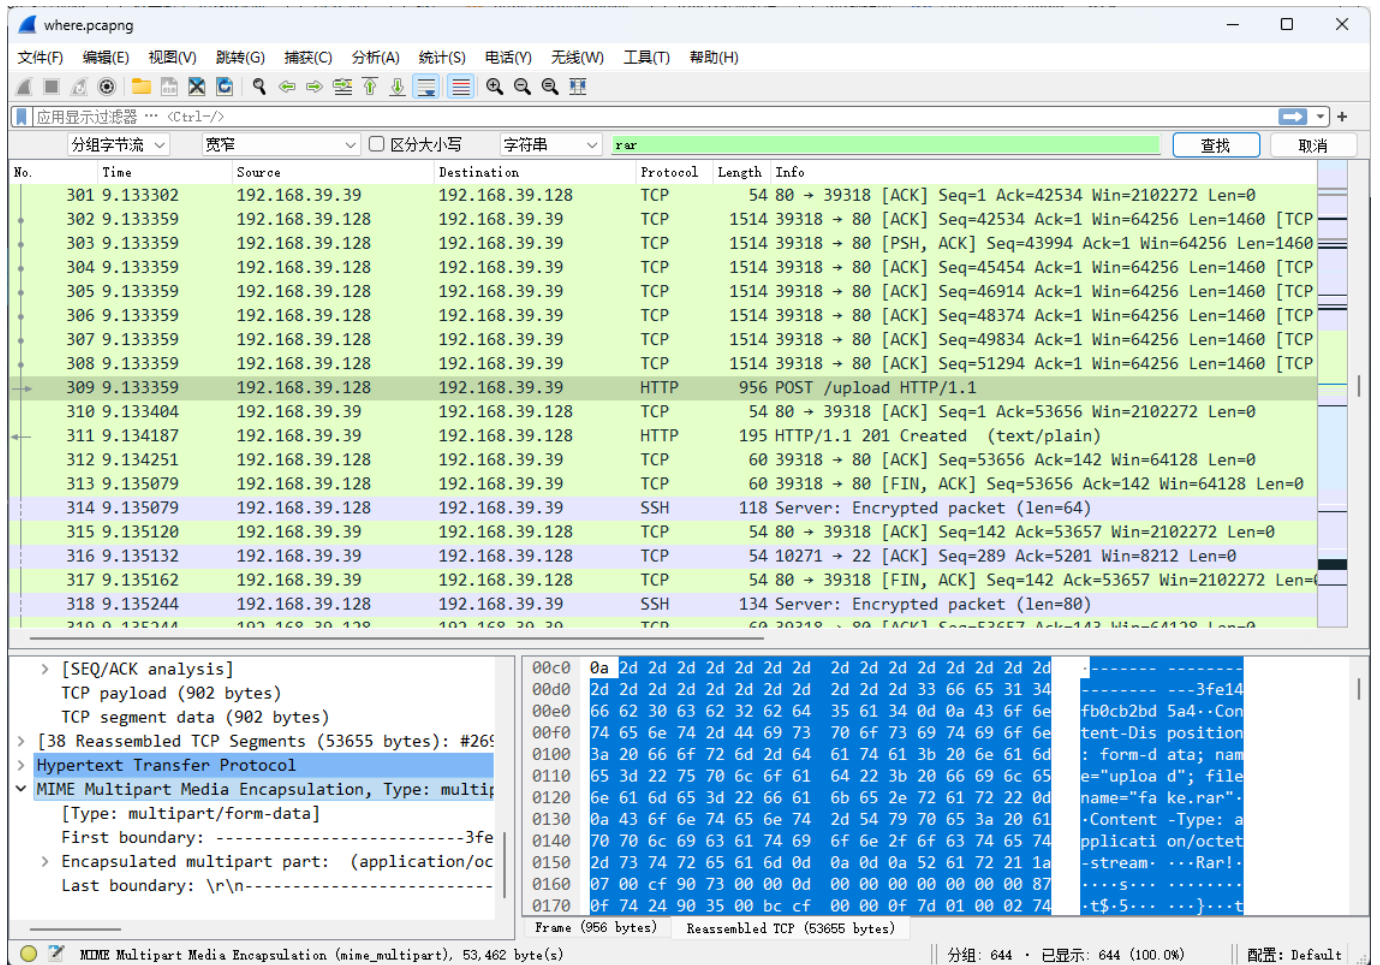 where.pcapng
文件(F) 编辑(E) 视图(V) 跳转(G) 捕获(C) 分析(A) 统计(S) 电话(Y) 无线(W) 工具(T) 帮助(H)
应用显示过滤器 … <Ctrl-/>
分组字节流 宽窄 区分大小写 字符串 rar 查找 取消
No. Time Source Destination Protocol Length Info
301 9.133302 192.168.39.39 192.168.39.128 TCP 54 80 → 39318 [ACK] Seq=1 Ack=42534 Win=2102272 Len=0
302 9.133359 192.168.39.128 192.168.39.39 TCP 1514 39318 → 80 [ACK] Seq=42534 Ack=1 Win=64256 Len=1460 [TCP
303 9.133359 192.168.39.128 192.168.39.39 TCP 1514 39318 → 80 [PSH, ACK] Seq=43994 Ack=1 Win=64256 Len=1460
304 9.133359 192.168.39.128 192.168.39.39 TCP 1514 39318 → 80 [ACK] Seq=45454 Ack=1 Win=64256 Len=1460 [TCP
305 9.133359 192.168.39.128 192.168.39.39 TCP 1514 39318 → 80 [ACK] Seq=46914 Ack=1 Win=64256 Len=1460 [TCP
306 9.133359 192.168.39.128 192.168.39.39 TCP 1514 39318 → 80 [ACK] Seq=48374 Ack=1 Win=64256 Len=1460 [TCP
307 9.133359 192.168.39.128 192.168.39.39 TCP 1514 39318 → 80 [ACK] Seq=49834 Ack=1 Win=64256 Len=1460 [TCP
308 9.133359 192.168.39.128 192.168.39.39 TCP 1514 39318 → 80 [ACK] Seq=51294 Ack=1 Win=64256 Len=1460 [TCP
309 9.133359 192.168.39.128 192.168.39.39 HTTP 956 POST /upload HTTP/1.1
310 9.133404 192.168.39.39 192.168.39.128 TCP 54 80 → 39318 [ACK] Seq=1 Ack=53656 Win=2102272 Len=0
311 9.134187 192.168.39.39 192.168.39.128 HTTP 195 HTTP/1.1 201 Created (text/plain)
312 9.134251 192.168.39.128 192.168.39.39 TCP 60 39318 → 80 [ACK] Seq=53656 Ack=142 Win=64128 Len=0
313 9.135079 192.168.39.128 192.168.39.39 TCP 60 39318 → 80 [FIN, ACK] Seq=53656 Ack=142 Win=64128 Len=0
314 9.135079 192.168.39.128 192.168.39.39 SSH 118 Server: Encrypted packet (len=64)
315 9.135120 192.168.39.39 192.168.39.128 TCP 54 80 → 39318 [ACK] Seq=142 Ack=53657 Win=2102272 Len=0
316 9.135132 192.168.39.39 192.168.39.128 TCP 54 10271 → 22 [ACK] Seq=289 Ack=5201 Win=8212 Len=0
317 9.135162 192.168.39.39 192.168.39.128 TCP 54 80 → 39318 [FIN, ACK] Seq=142 Ack=53657 Win=2102272 Len=
318 9.135244 192.168.39.128 192.168.39.39 SSH 134 Server: Encrypted packet (len=80)
319 9.135244 192.168.39.128 192.168.39.39 TCP 60 39318 → 80 [ACK] Seq=53657 Ack=143 Win=64128 Len=0
[SEQ/ACK analysis]
TCP payload (902 bytes)
TCP segment data (902 bytes)
[38 Reassembled TCP Segments (53655 bytes): #269
Hypertext Transfer Protocol
MIME Multipart Media Encapsulation, Type: multip
[Type: multipart/form-data]
First boundary: --------------------------3fe
Encapsulated multipart part: (application/oc
Last boundary: \r\n--------------------------
00c0 0a 2d 2d 2d 2d 2d 2d 2d 2d 2d 2d 2d 2d 2d 2d 2d ·------- --------
00d0 2d 2d 2d 2d 2d 2d 2d 2d 2d 2d 2d 33 66 65 31 34 -------- ---3fe14
00e0 66 62 30 63 62 32 62 64 35 61 34 0d 0a 43 6f 6e fb0cb2bd 5a4··Con
00f0 74 65 6e 74 2d 44 69 73 70 6f 73 69 74 69 6f 6e tent-Dis position
0100 3a 20 66 6f 72 6d 2d 64 61 74 61 3b 20 6e 61 6d : form-d ata; nam
0110 65 3d 22 75 70 6c 6f 61 64 22 3b 20 66 69 6c 65 e="uploa d"; file
0120 6e 61 6d 65 3d 22 66 61 6b 65 2e 72 61 72 22 0d name="fa ke.rar"·
0130 0a 43 6f 6e 74 65 6e 74 2d 54 79 70 65 3a 20 61 ·Content -Type: a
0140 70 70 6c 69 63 61 74 69 6f 6e 2f 6f 63 74 65 74 pplicati on/octet
0150 2d 73 74 72 65 61 6d 0d 0a 0d 0a 52 61 72 21 1a -stream· ···Rar!·
0160 07 00 cf 90 73 00 00 0d 00 00 00 00 00 00 00 87 ····s··· ········
0170 0f 74 24 90 35 00 bc cf 00 00 0f 7d 01 00 02 74 ·t$·5··· ···}···t
Frame (956 bytes) Reassembled TCP (53655 bytes)
MIME Multipart Media Encapsulation (mime_multipart), 53,462 byte(s) 分组: 644 · 已显示: 644 (100.0%) 配置: Default